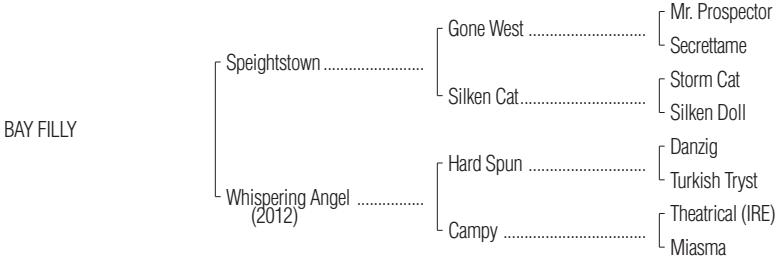 Mr. Prospector
Gone West ..............................
Secrettame
Speightstown .......................
Storm Cat
Silken Cat ..............................
Silken Doll
BAY FILLY
Danzig
Hard Spun .............................
Turkish Tryst
Whispering Angel ................
(2012)
Theatrical (IRE)
Campy ..................................
Miasma